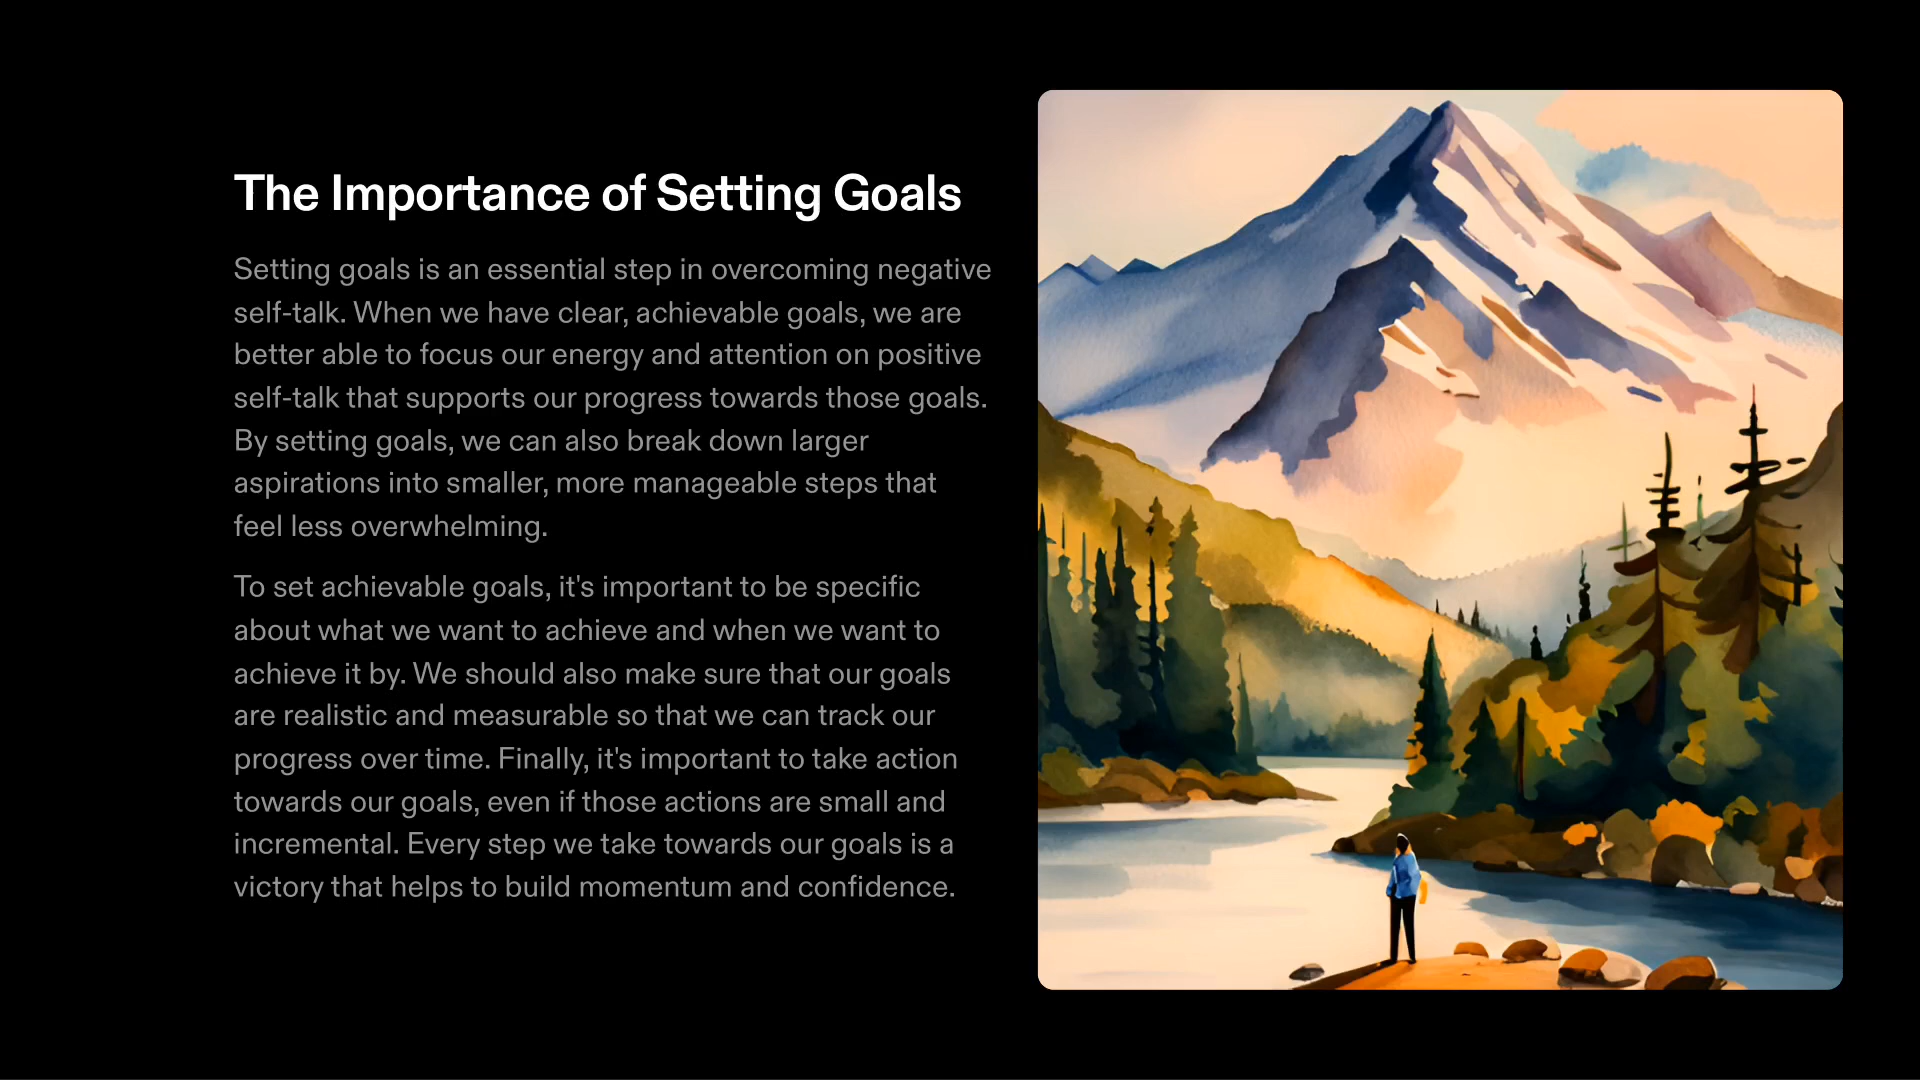 The Importance of Setting Goals
Setting goals is an essential step in overcoming negative
self-talk. When we have clear, achievable goals, we are
better able to focus our energy and attention on positive
self-talk that supports our progress towards those goals.
By setting goals, we can also break down larger
aspirations into smaller, more manageable steps that
feel less overwhelming.
To set achievable goals, it's important to be specific
about what we want to achieve and when we want to
achieve it by. We should also make sure that our goals
are realistic and measurable so that we can track our
progress over time. Finally, it's important to take action
towards our goals, even if those actions are small and
incremental. Every step we take towards our goals is a
victory that helps to build momentum and confidence.